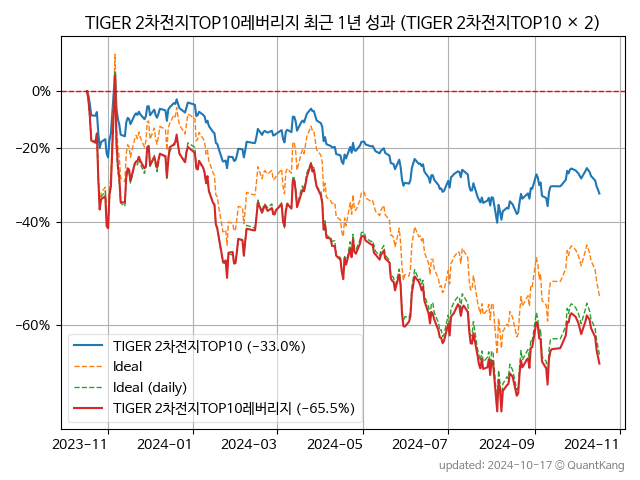 TIGER 2차전지TOP10레버리지 최근 1년 성과 (TIGER 2차전지TOP10 × 2)
0%
−20%
−40%
−60%
TIGER 2차전지TOP10 (−33.0%)
Ideal
Ideal (daily)
TIGER 2차전지TOP10레버리지 (−65.5%)
2023-11 2024-01 2024-03 2024-05 2024-07 2024-09 2024-11
updated: 2024-10-17 © QuantKang